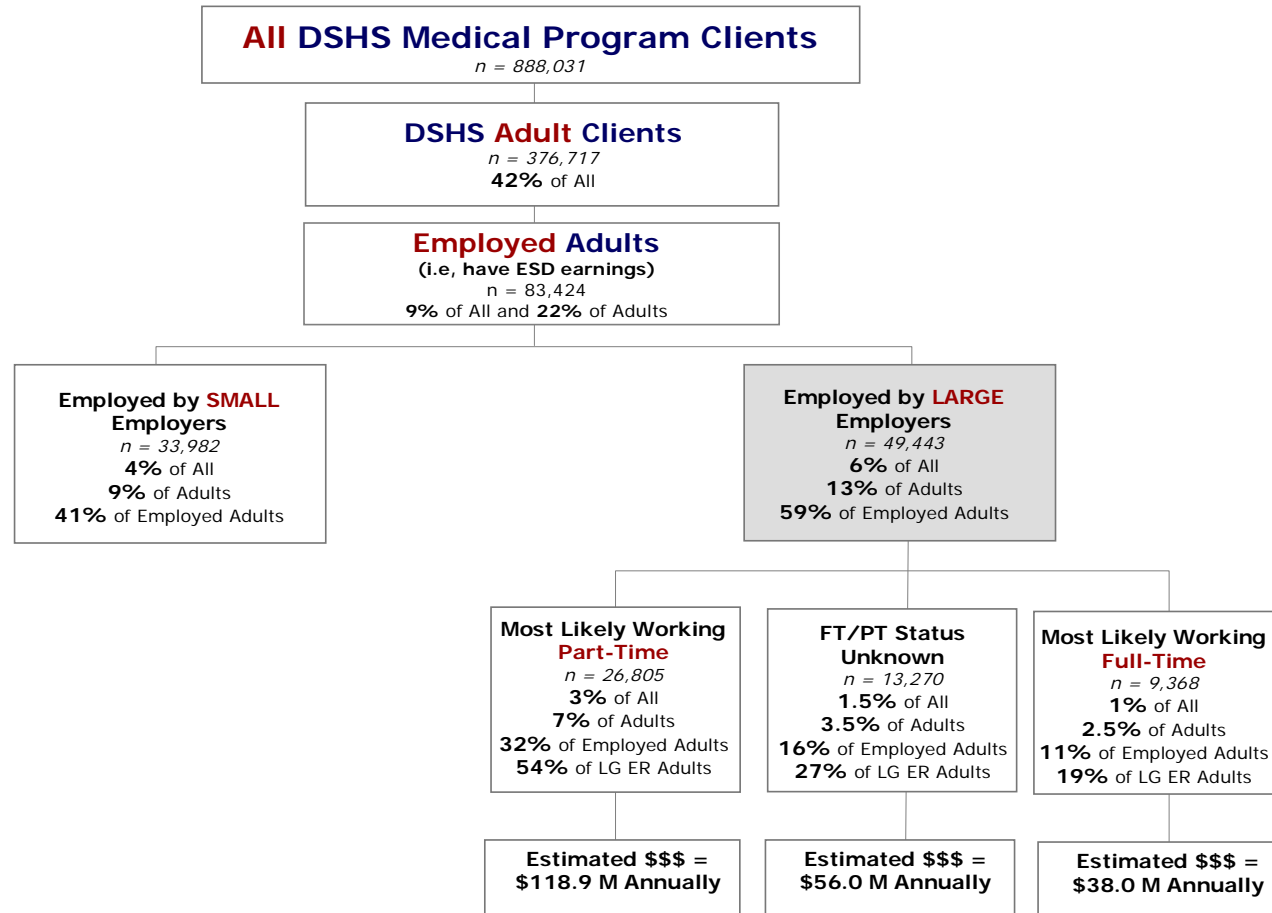 All DSHS Medical Program Clients
n = 888,031
DSHS Adult Clients
n = 376,717
42% of All
Employed Adults
(i.e, have ESD earnings)
n = 83,424
9% of All and 22% of Adults
Employed by SMALL
Employers
n = 33,982
4% of All
9% of Adults
41% of Employed Adults
Employed by LARGE
Employers
n = 49,443
6% of All
13% of Adults
59% of Employed Adults
Most Likely Working
Part-Time
n = 26,805
3% of All
7% of Adults
32% of Employed Adults
54% of LG ER Adults
FT/PT Status
Unknown
n = 13,270
1.5% of All
3.5% of Adults
16% of Employed Adults
27% of LG ER Adults
Most Likely Working
Full-Time
n = 9,368
1% of All
2.5% of Adults
11% of Employed Adults
19% of LG ER Adults
Estimated $$$ =
$118.9 M Annually
Estimated $$$ =
$56.0 M Annually
Estimated $$$ =
$38.0 M Annually